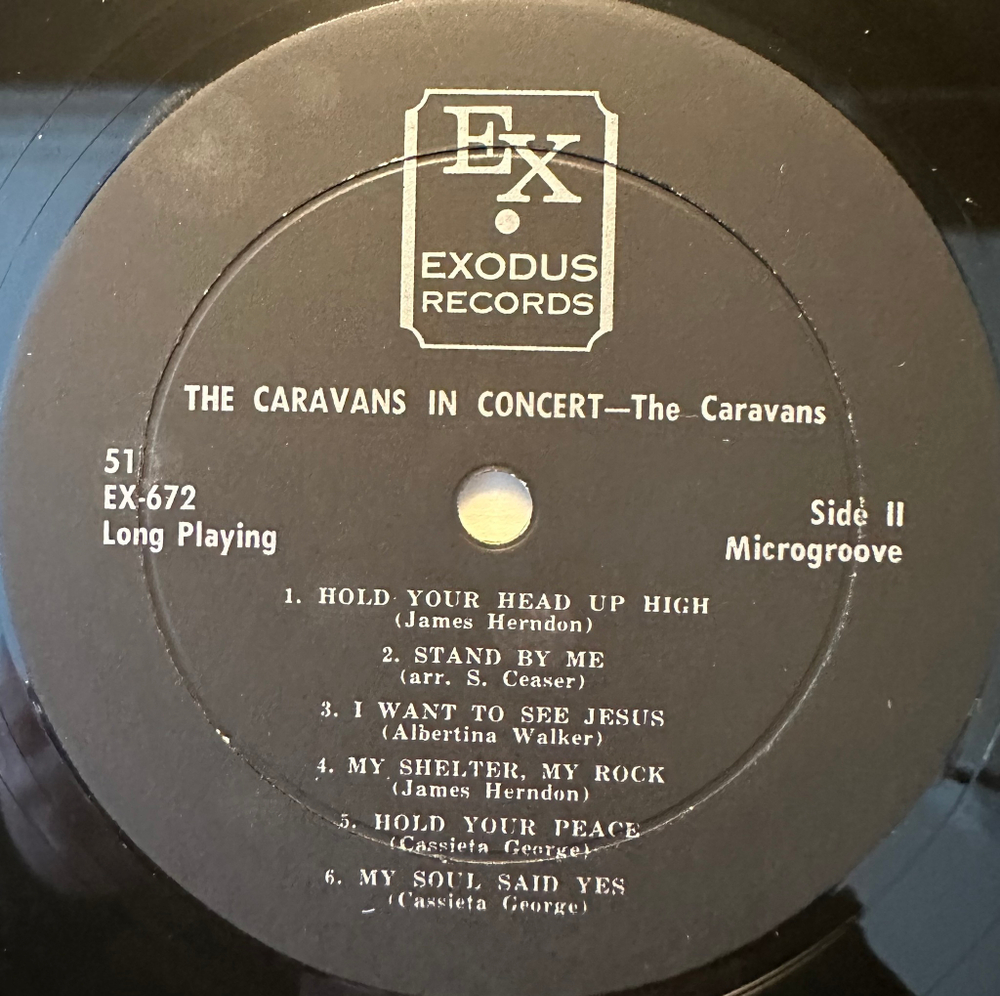 EX
EXODUS
RECORDS
THE CARAVANS IN CONCERT—The Caravans
51
EX-672
Long Playing
Side II
Microgroove
1. HOLD YOUR HEAD UP HIGH
(James Herndon)
2. STAND BY ME
(arr. S. Ceaser)
3. I WANT TO SEE JESUS
(Albertina Walker)
4. MY SHELTER, MY ROCK
(James Herndon)
5. HOLD YOUR PEACE
(Cassieta George)
6. MY SOUL SAID YES
(Cassieta George)